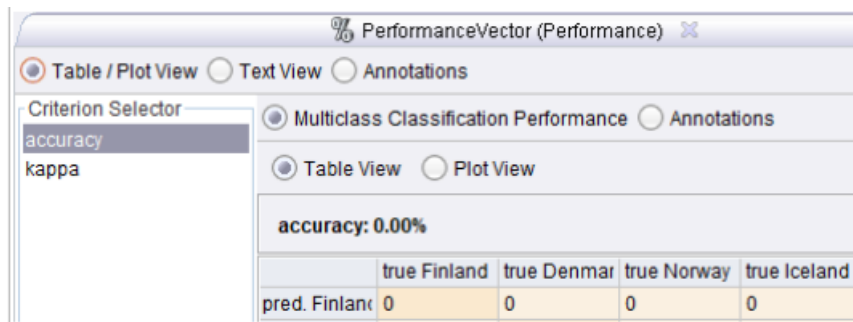 PerformanceVector (Performance)
Table / Plot View Text View Annotations
Criterion Selector
accuracy
kappa
Multiclass Classification Performance Annotations
Table View Plot View
accuracy: 0.00%
true Finland true Denmar true Norway true Iceland
pred. Finlanc 0 0 0 0